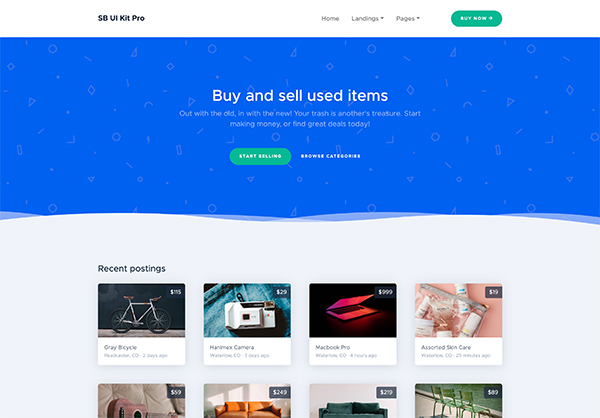 SB UI Kit Pro
Home Landings Pages
BUY NOW
Buy and sell used items
Out with the old, in with the new! Your trash is another's treasure. Start
making money, or find great deals today!
START SELLING
BROWSE CATEGORIES
Recent postings
$115
$29
$999
$19
Gray Bicycle
Readcaster, CO · 2 days ago
Hanimex Camera
Waterlow, CO · 3 days ago
Macbook Pro
Waterlow, CO · 4 hours ago
Assorted Skin Care
Waterlow, CO · 25 minutes ago
$59
$249
$219
$89